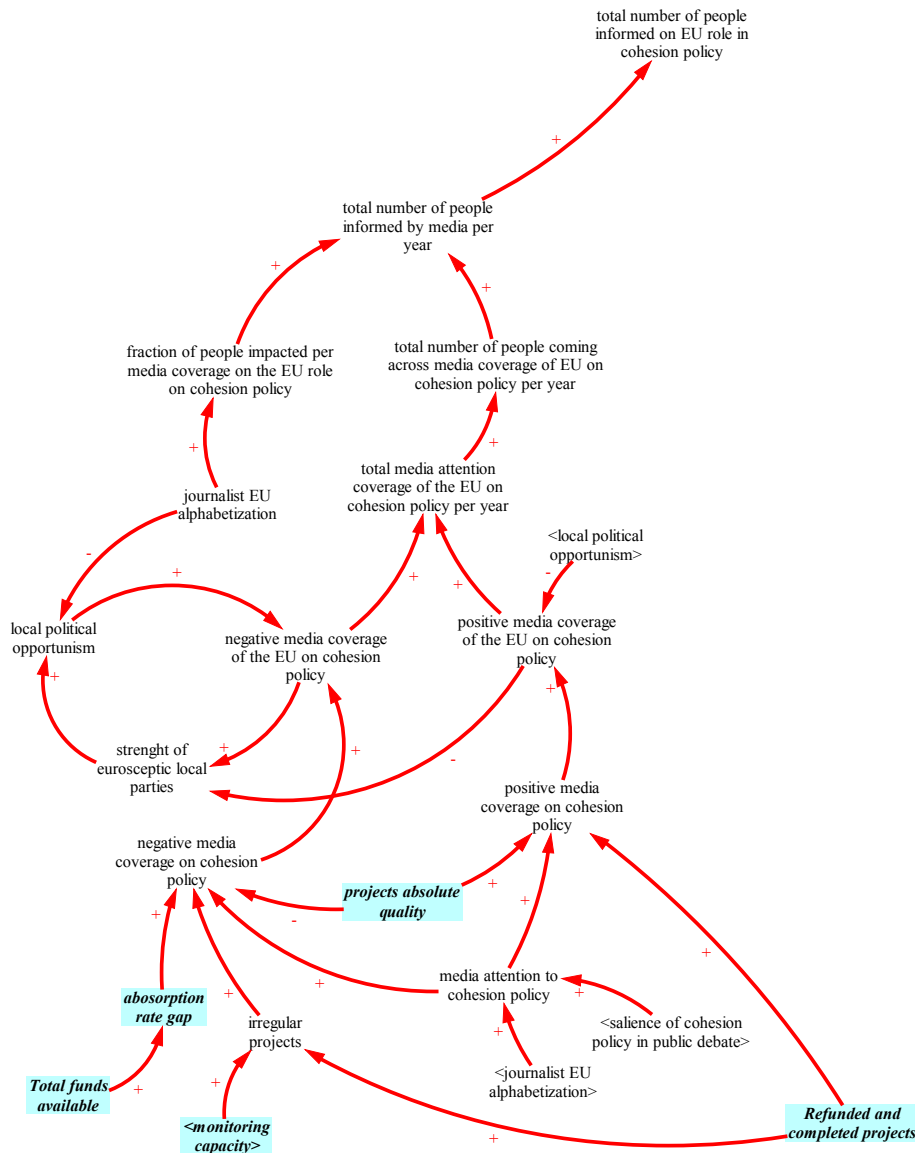 total number of people
informed on EU role in
cohesion policy
+
total number of people
informed by media per
year
+
+
fraction of people impacted per
media coverage on the EU role
on cohesion policy
total number of people coming
across media coverage of EU on
cohesion policy per year
+
+
journalist EU
alphabetization
total media attention
coverage of the EU on
cohesion policy per year
<local political
opportunism>
-
+
-
+
+
local political
opportunism
negative media coverage
of the EU on cohesion
policy
positive media coverage
of the EU on cohesion
policy
+
+
+
-
+
strenght of
eurosceptic local
parties
positive media
coverage on cohesion
policy
negative media
coverage on cohesion
policy
projects absolute
quality
+
+
-
+
+
+
+
media attention to
cohesion policy
abosorption
rate gap
irregular
projects
+
<salience of cohesion
policy in public debate>
+
<journalist EU
alphabetization>
Total funds
available
+
+
<monitoring
capacity>
Refunded and
completed projects
+